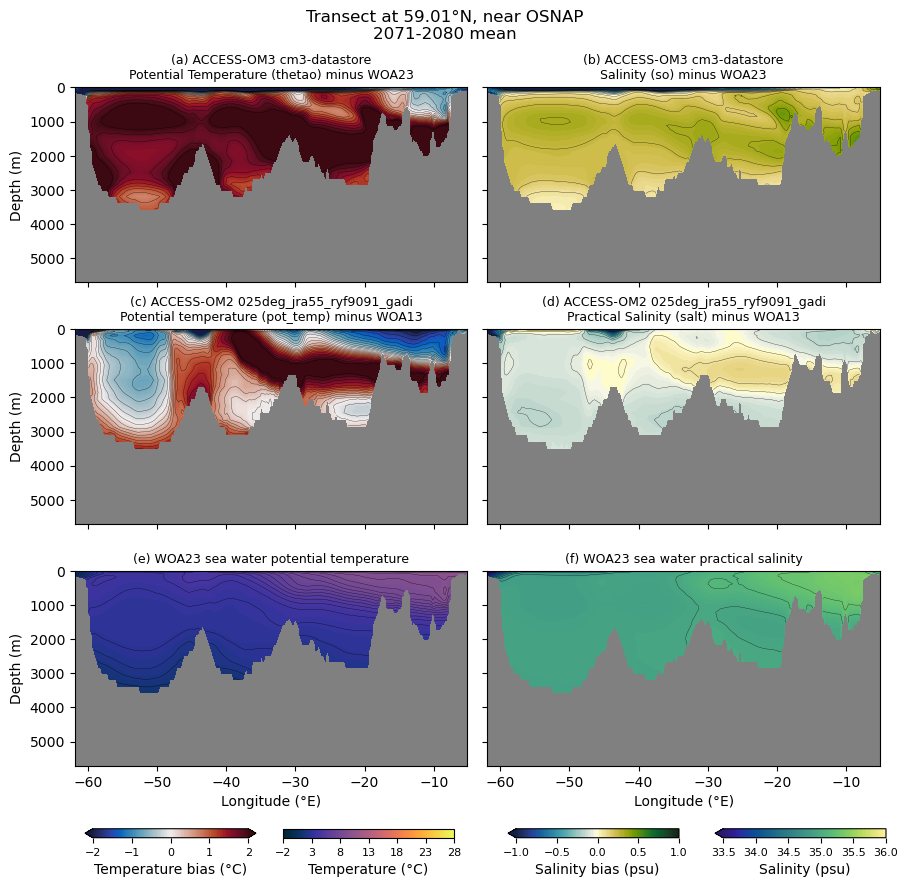 Transect at 59.01°N, near OSNAP
2071-2080 mean
(a) ACCESS-OM3 cm3-datastore
Potential Temperature (thetao) minus WOA23
(b) ACCESS-OM3 cm3-datastore
Salinity (so) minus WOA23
0
1000
2000
3000
4000
5000
Depth (m)
(c) ACCESS-OM2 025deg_jra55_ryf9091_gadi
Potential temperature (pot_temp) minus WOA13
(d) ACCESS-OM2 025deg_jra55_ryf9091_gadi
Practical Salinity (salt) minus WOA13
0
1000
2000
3000
4000
5000
Depth (m)
(e) WOA23 sea water potential temperature
(f) WOA23 sea water practical salinity
0
1000
2000
3000
4000
5000
Depth (m)
−60 −50 −40 −30 −20 −10
Longitude (°E)
−60 −50 −40 −30 −20 −10
Longitude (°E)
−2 −1 0 1 2
Temperature bias (°C)
−2 3 8 13 18 23 28
Temperature (°C)
−1.0 −0.5 0.0 0.5 1.0
Salinity bias (psu)
33.5 34.0 34.5 35.0 35.5 36.0
Salinity (psu)